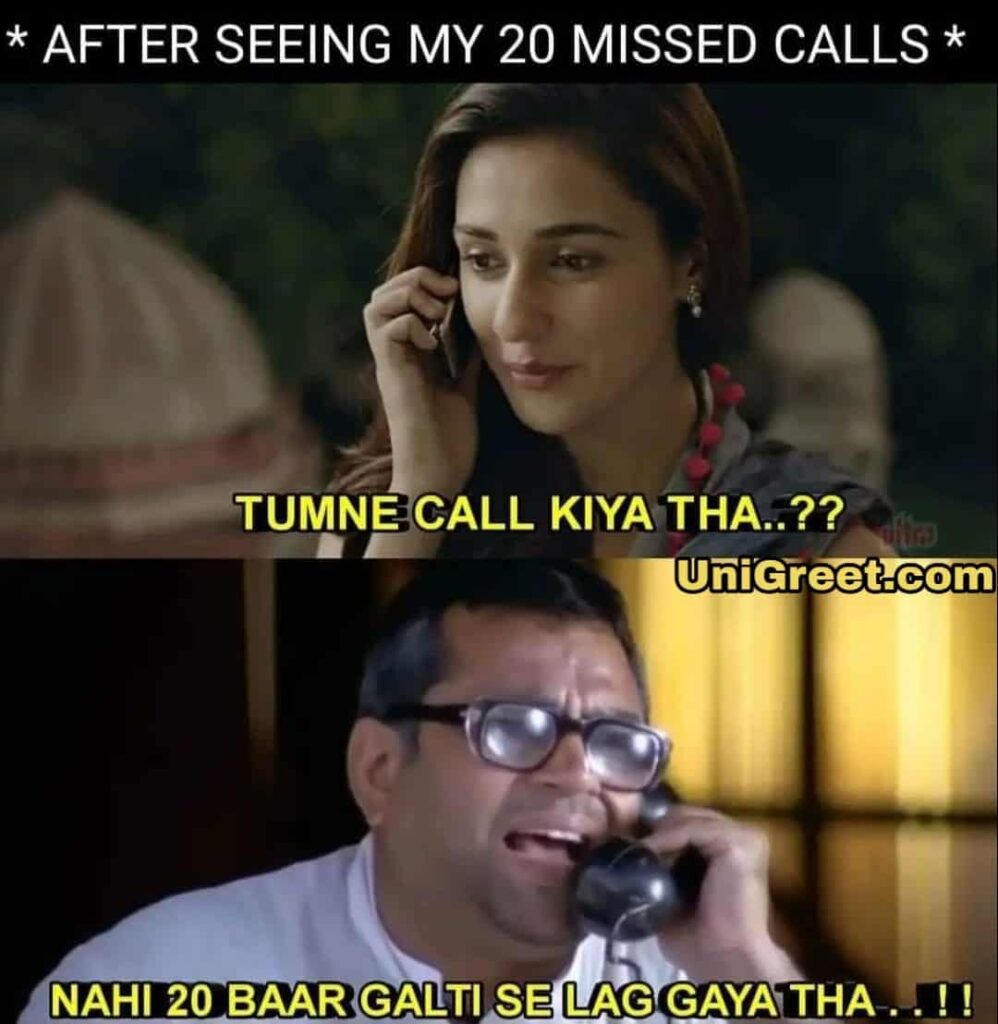 * AFTER SEEING MY 20 MISSED CALLS *
TUMNE CALL KIYA THA..??
UniGreet.com
NAHI 20 BAAR GALTI SE LAG GAYA THA...!!